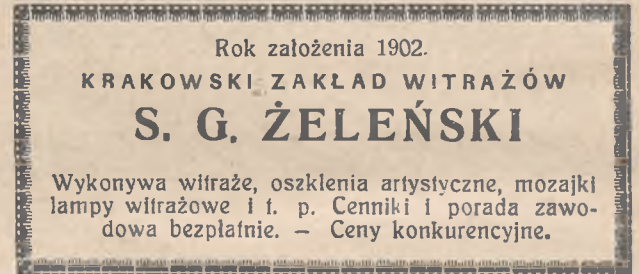 Rok założenia 1902.
KRAKOWSKI ZAKŁAD WITRAŻÓW
S. G. ŻELEŃSKI
Wykonywa witraże, oszklenia artystyczne, mozajki
lampy witrażowe i t. p. Cenniki i porada zawo-
dowa bezpłatnie. — Ceny konkurencyjne.